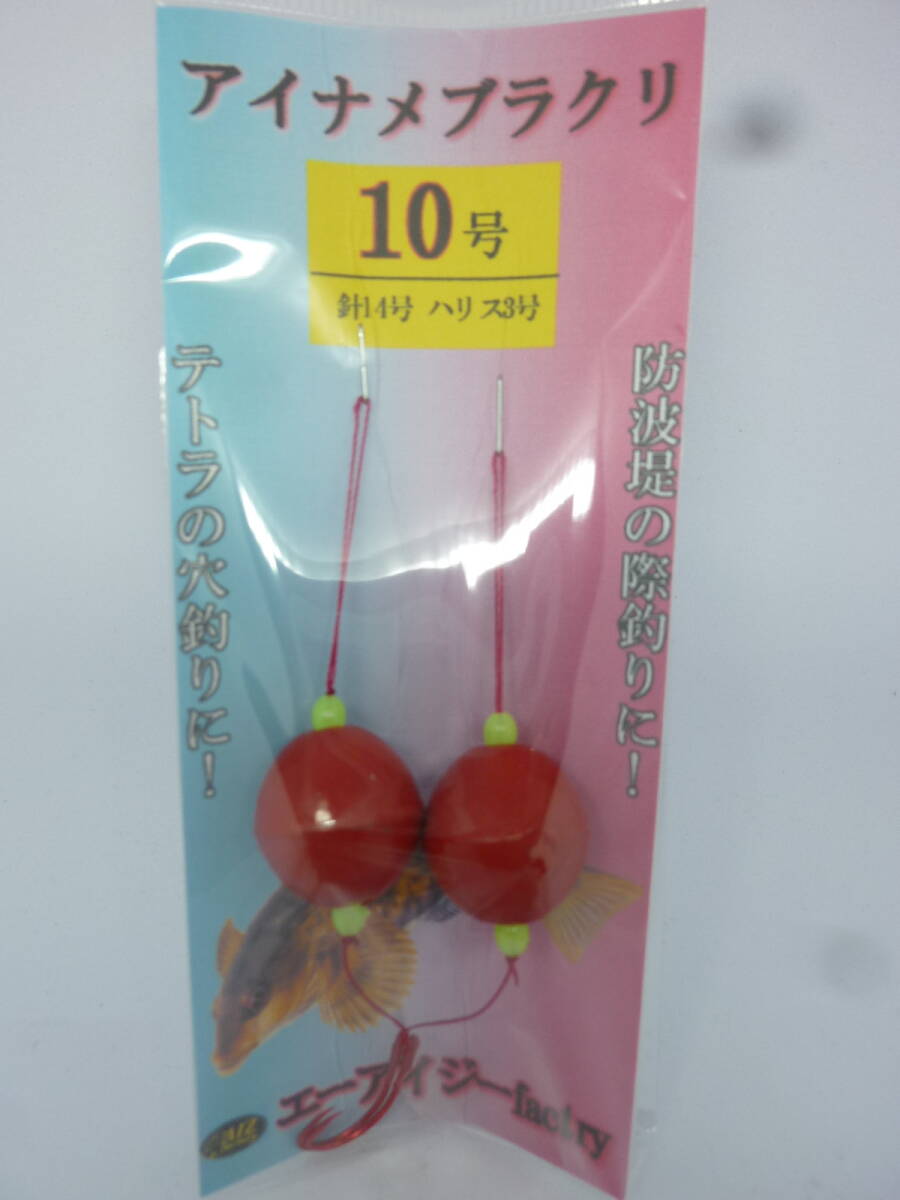 アイナメブラクリ
10号
針14号 ハリス3号
テトラの穴釣りに!
防波堤の際釣りに!
エーアイジーfactory